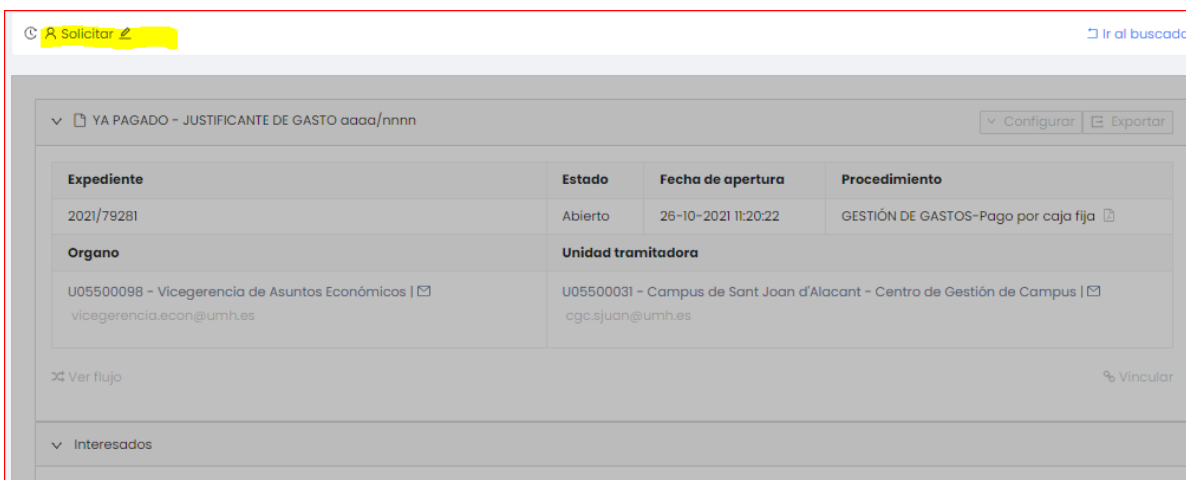 Solicitar
Ir al buscado
YA PAGADO - JUSTIFICANTE DE GASTO aaaa/nnnn
Configurar
Exportar
Expediente
Estado
Fecha de apertura
Procedimiento
2021/79281
Abierto
26-10-2021 11:20:22
GESTIÓN DE GASTOS-Pago por caja fija
Organo
Unidad tramitadora
U05500098 - Vicegerencia de Asuntos Económicos |
U05500031 - Campus de Sant Joan d'Alacant - Centro de Gestión de Campus |
vicegerencia.econ@umh.es
cgc.sjuan@umh.es
Ver flujo
Vincular
Interesados